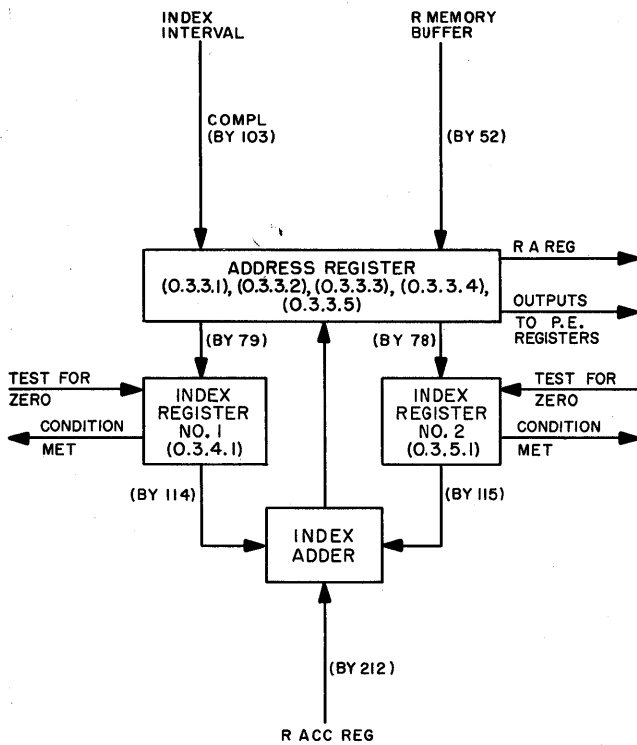 INDEX
INTERVAL
R MEMORY
BUFFER
COMPL
(BY 103)
(BY 52)
ADDRESS REGISTER
(0.3.3.1), (0.3.3.2), (0.3.3.3), (0.3.3.4),
(0.3.3.5)
R A REG
OUTPUTS
TO P.E.
REGISTERS
(BY 79)
(BY 78)
TEST FOR
ZERO
INDEX
REGISTER
NO. 1
(0.3.4.1)
CONDITION
MET
INDEX
REGISTER
NO. 2
(0.3.5.1)
TEST FOR
ZERO
CONDITION
MET
(BY 114)
(BY 115)
INDEX
ADDER
(BY 212)
R ACC REG